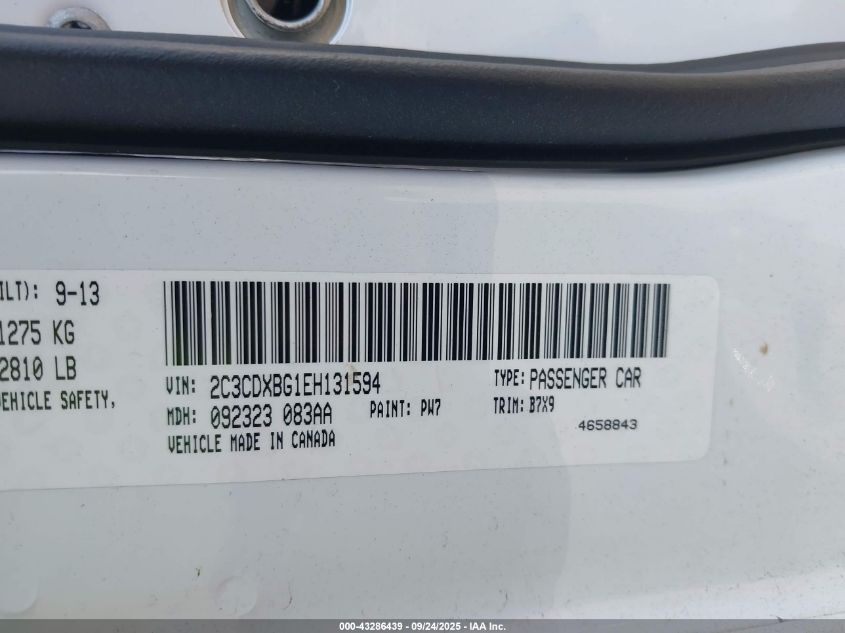 ILT): 9-13
1275 KG
2810 LB
VEHICLE SAFETY,
VIN: 2C3CDXBG1EH131594
TYPE: PASSENGER CAR
MDH: 092323 083AA
PAINT: PW7
TRIM: B7X9
VEHICLE MADE IN CANADA
4658843
000-43286439 - 09/24/2025 - IAA Inc.